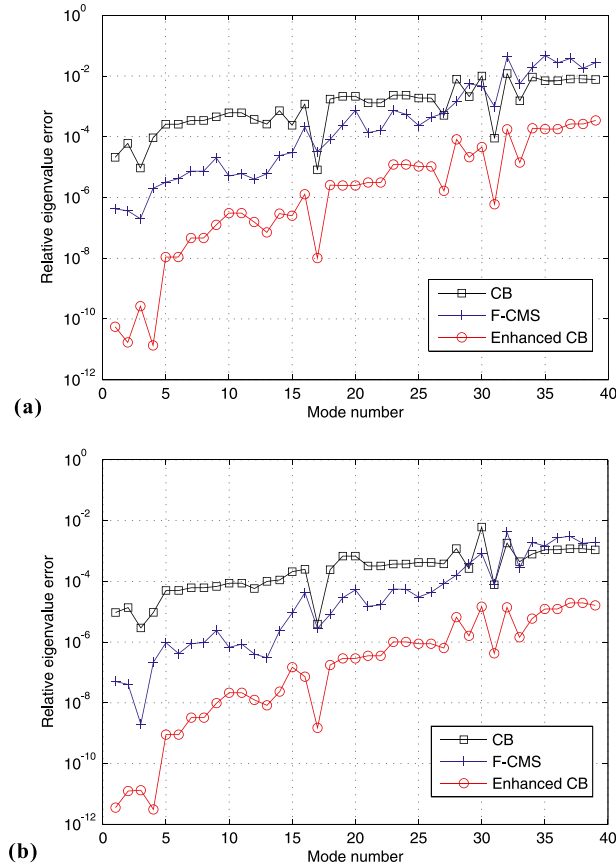 10^0
10^-2
10^-4
10^-6
10^-8
10^-10
10^-12
Relative eigenvalue error
0 5 10 15 20 25 30 35 40
Mode number
CB
F-CMS
Enhanced CB
(a)
10^0
10^-2
10^-4
10^-6
10^-8
10^-10
10^-12
Relative eigenvalue error
0 5 10 15 20 25 30 35 40
Mode number
CB
F-CMS
Enhanced CB
(b)